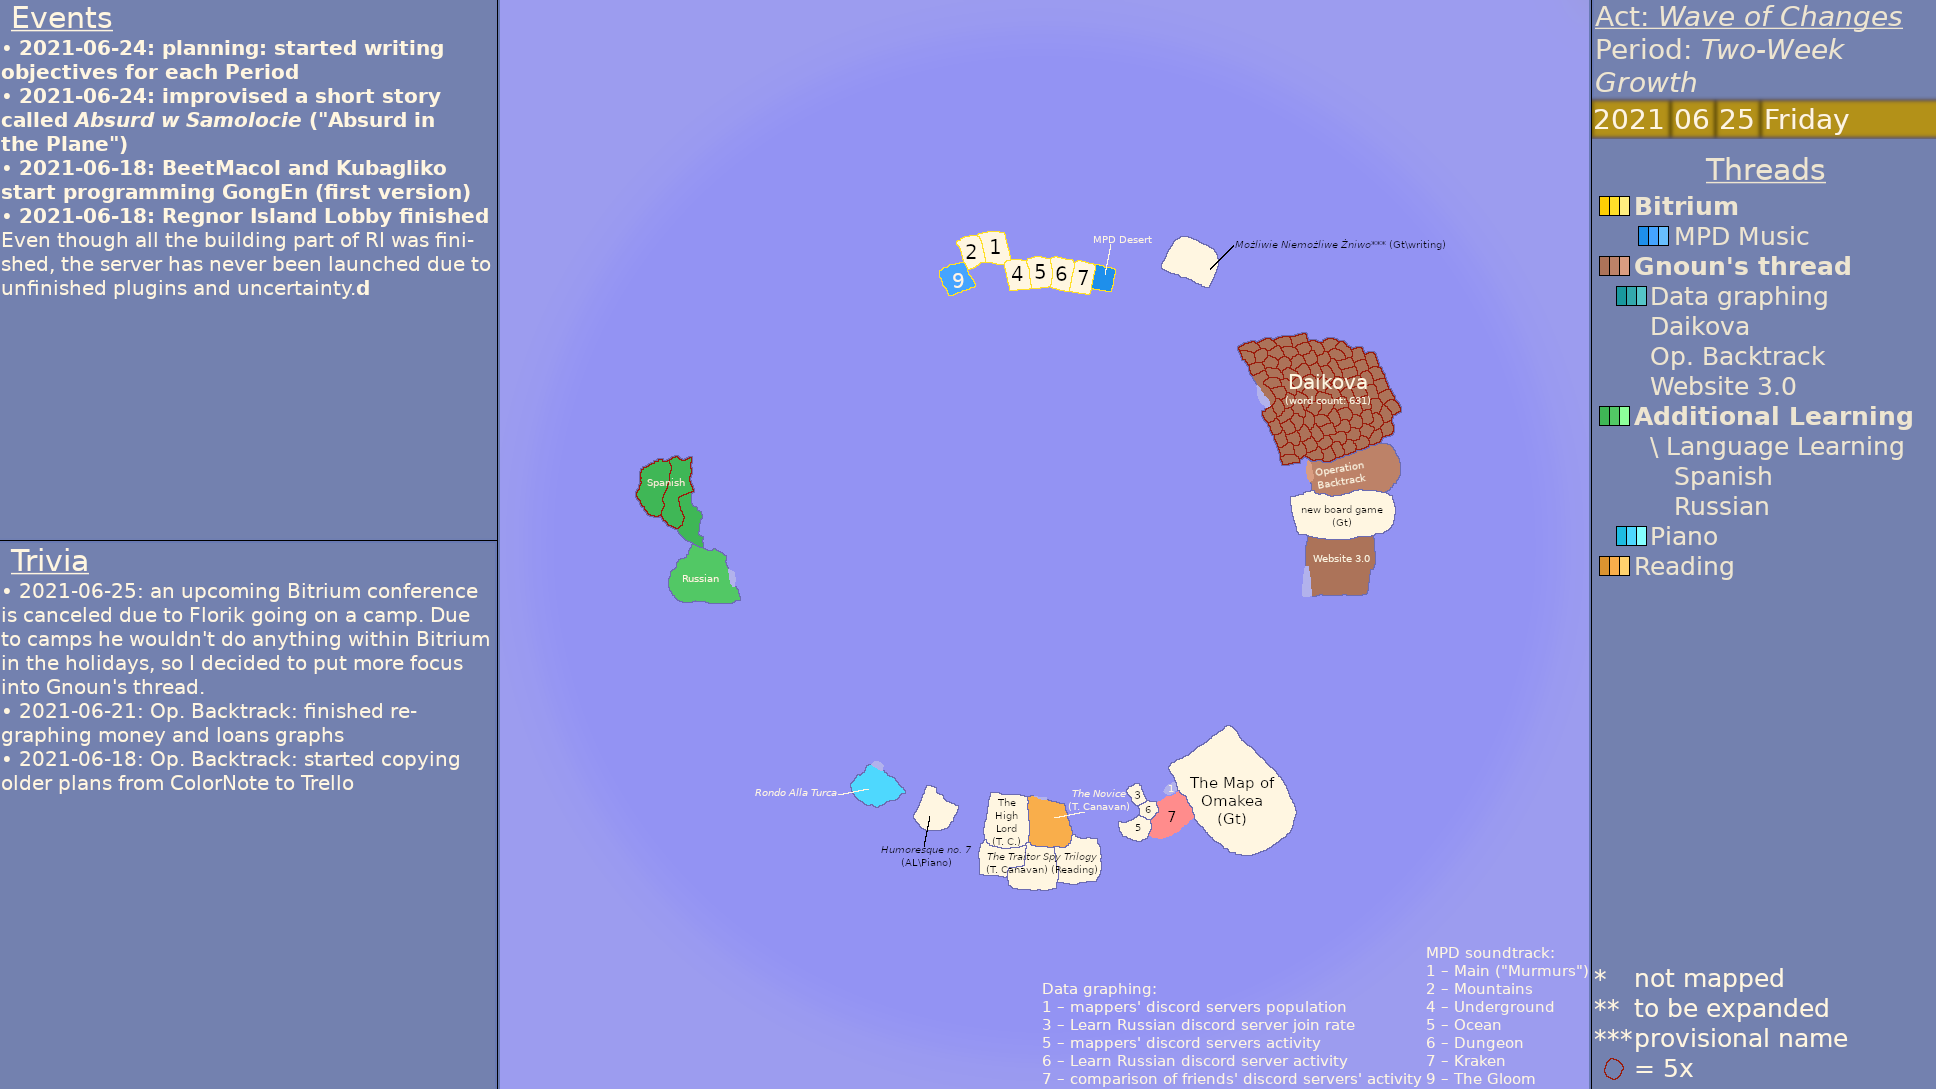 Events
• 2021-06-24: planning: started writing
objectives for each Period
• 2021-06-24: improvised a short story
called Absurd w Samolocie ("Absurd in
the Plane")
• 2021-06-18: BeetMacol and Kubagliko
start programming GongEn (first version)
• 2021-06-18: Regnor Island Lobby finished
Even though all the building part of RI was fini-
shed, the server has never been launched due to
unfinished plugins and uncertainty.d
Trivia
• 2021-06-25: an upcoming Bitrium conference
is canceled due to Florik going on a camp. Due
to camps he wouldn't do anything within Bitrium
in the holidays, so I decided to put more focus
into Gnoun's thread.
• 2021-06-21: Op. Backtrack: finished re-
graphing money and loans graphs
• 2021-06-18: Op. Backtrack: started copying
older plans from ColorNote to Trello
2 1
9
4 5 6 7
MPD Desert
Możliwie Niemożliwe Żniwo*** (Gt\writing)
Daikova
(word count: 631)
Operation
Backtrack
new board game
(Gt)
Website 3.0
Spanish
Russian
Rondo Alla Turca
Humoresque no. 7
(AL\Piano)
The
High
Lord
(T. C.)
The Novice
(T. Canavan)
The Traitor Spy Trilogy
(T. Canavan) (Reading)
3
6
5
1
7
The Map of
Omakea
(Gt)
Data graphing:
1 – mappers' discord servers population
3 – Learn Russian discord server join rate
5 – mappers' discord servers activity
6 – Learn Russian discord server activity
7 – comparison of friends' discord servers' activity
MPD soundtrack:
1 – Main ("Murmurs")
2 – Mountains
4 – Underground
5 – Ocean
6 – Dungeon
7 – Kraken
9 – The Gloom
Act: Wave of Changes
Period: Two-Week
Growth
2021 06 25 Friday
Threads
Bitrium
MPD Music
Gnoun's thread
Data graphing
Daikova
Op. Backtrack
Website 3.0
Additional Learning
\ Language Learning
Spanish
Russian
Piano
Reading
* not mapped
** to be expanded
*** provisional name
= 5x